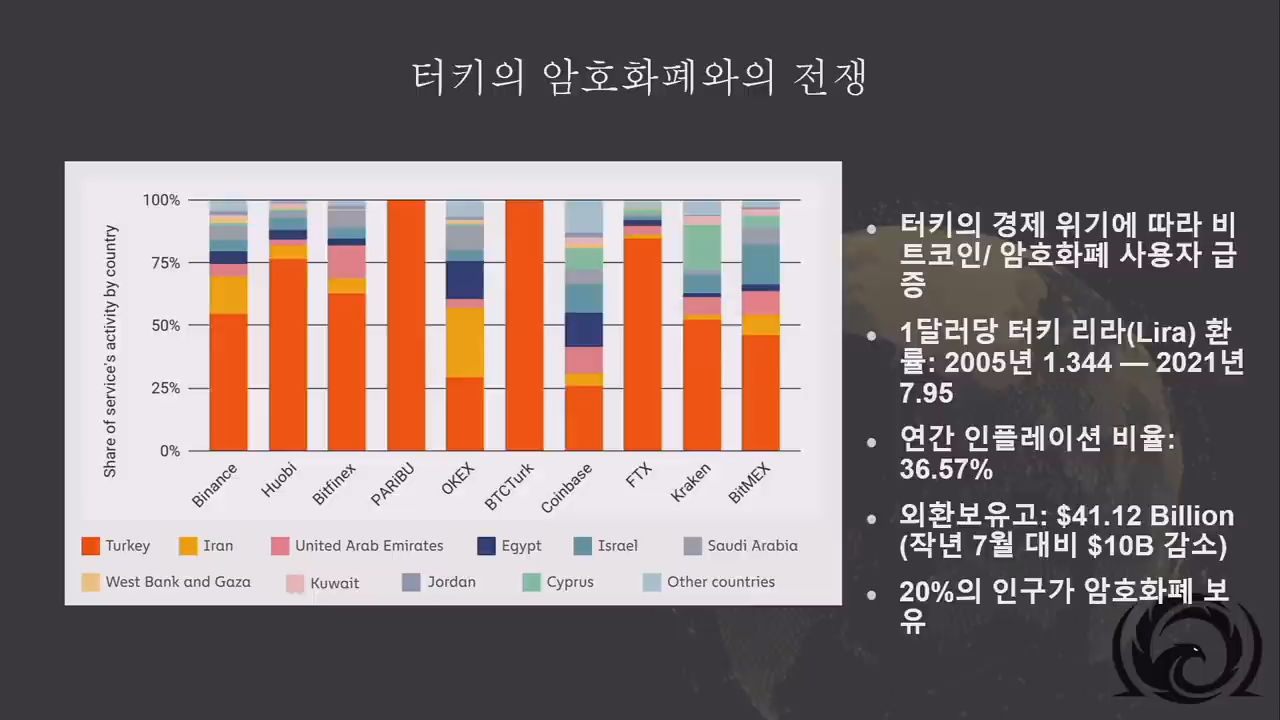 터키의 암호화폐와의 전쟁
Share of service's activity by country
100%
75%
50%
25%
0%
Binance
Huobi
Bitfinex
PARIBU
OKEX
BTCTurk
Coinbase
FTX
Kraken
BitMEX
Turkey
Iran
United Arab Emirates
Egypt
Israel
Saudi Arabia
West Bank and Gaza
Kuwait
Jordan
Cyprus
Other countries
• 터키의 경제 위기에 따라 비
트코인/ 암호화폐 사용자 급
증
• 1달러당 터키 리라(Lira) 환
률: 2005년 1.344 — 2021년
7.95
• 연간 인플레이션 비율:
36.57%
• 외환보유고: $41.12 Billion
(작년 7월 대비 $10B 감소)
• 20%의 인구가 암호화폐 보
유